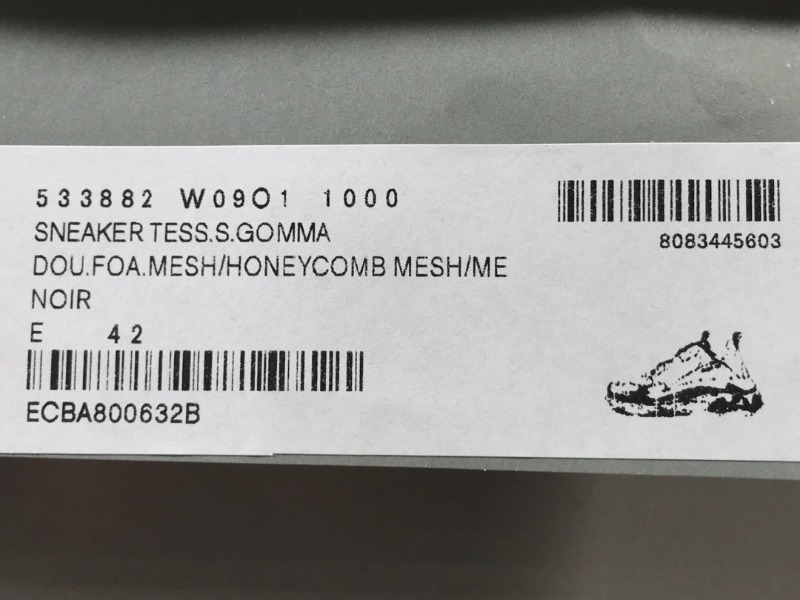 533882 W09O1 1000
SNEAKER TESS.S.GOMMA
DOU.FOA.MESH/HONEYCOMB MESH/ME
NOIR
E 42
ECBA800632B
8083445603